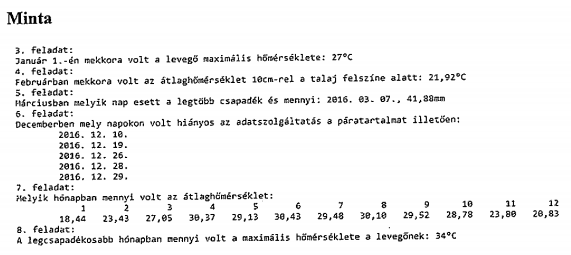 Minta
3. feladat:
Január 1.-én mekkora volt a levegő maximális hőmérséklete: 27°C
4. feladat:
Februárban mekkora volt az átlaghőmérséklet 10cm-rel a talaj felszíne alatt: 21,92°C
5. feladat:
Márciusban melyik nap esett a legtöbb csapadék és mennyi: 2016. 03. 07., 41,88mm
6. feladat:
Decemberben mely napokon volt hiányos az adatszolgáltatás a páratartalmat illetően:
2016. 12. 10.
2016. 12. 19.
2016. 12. 26.
2016. 12. 28.
2016. 12. 29.
7. feladat:
Melyik hónapban mennyi volt az átlaghőmérséklet:
1 2 3 4 5 6 7 8 9 10 11 12
18,44 23,43 27,05 30,37 29,13 30,43 29,48 30,10 29,52 28,78 23,80 20,83
8. feladat:
A legcsapadékosabb hónapban mennyi volt a maximális hőmérséklete a levegőnek: 34°C